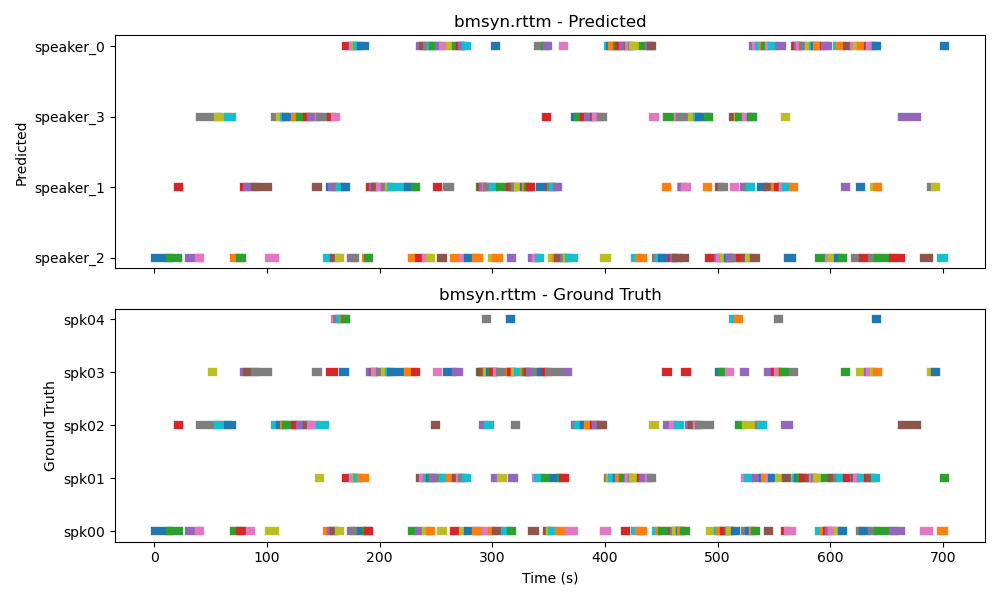 bmsyn.rttm - Predicted
speaker_0
speaker_3
speaker_1
speaker_2
Predicted
bmsyn.rttm - Ground Truth
spk04
spk03
spk02
spk01
spk00
Ground Truth
0 100 200 300 400 500 600 700
Time (s)